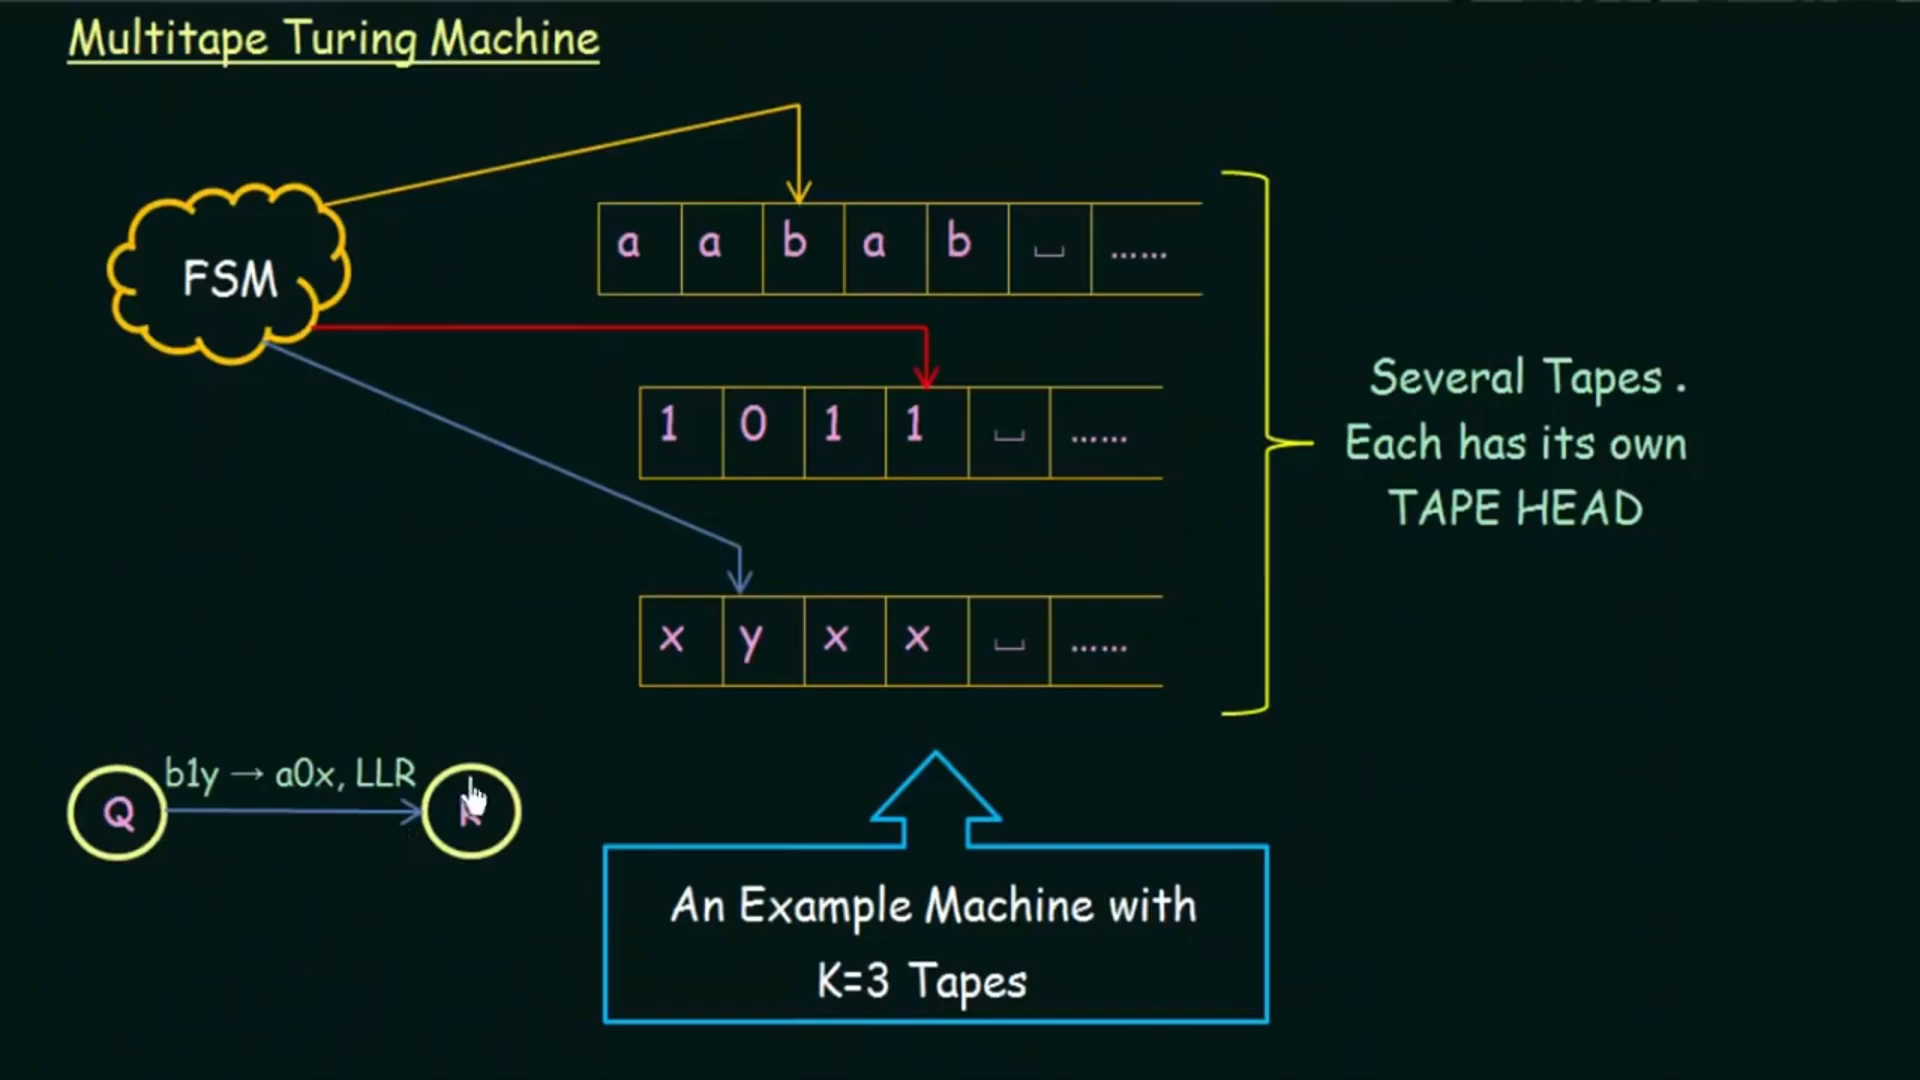 Multitape Turing Machine
FSM
a a b a b ⎵ ......
1 0 1 1 ⎵ ......
x y x x ⎵ ......
Several Tapes .
Each has its own
TAPE HEAD
b1y → a0x, LLR
Q
An Example Machine with
K=3 Tapes